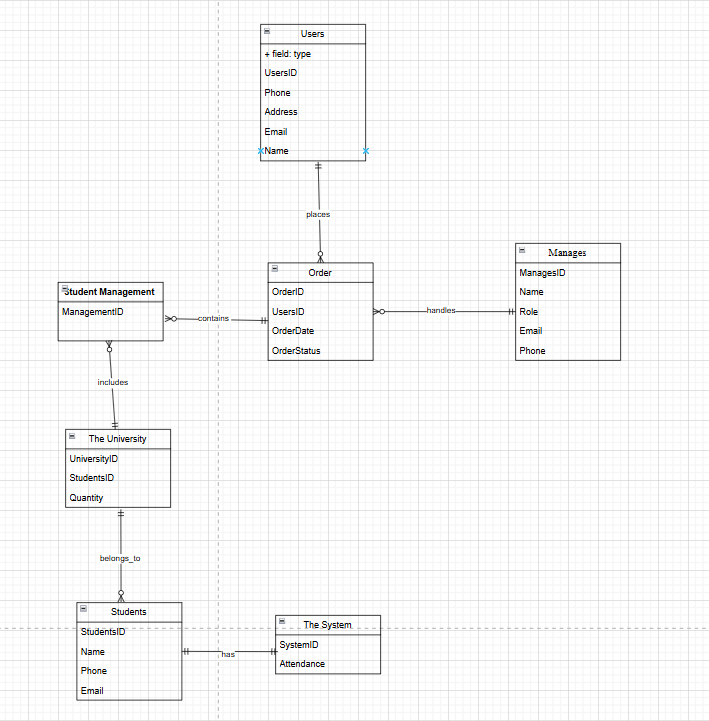 Users
+ field: type
UsersID
Phone
Address
Email
Name
places
Order
OrderID
UsersID
OrderDate
OrderStatus
Manages
ManagesID
Name
Role
Email
Phone
handles
Student Management
ManagementID
contains
includes
The University
UniversityID
StudentsID
Quantity
belongs_to
Students
StudentsID
Name
Phone
Email
has
The System
SystemID
Attendance